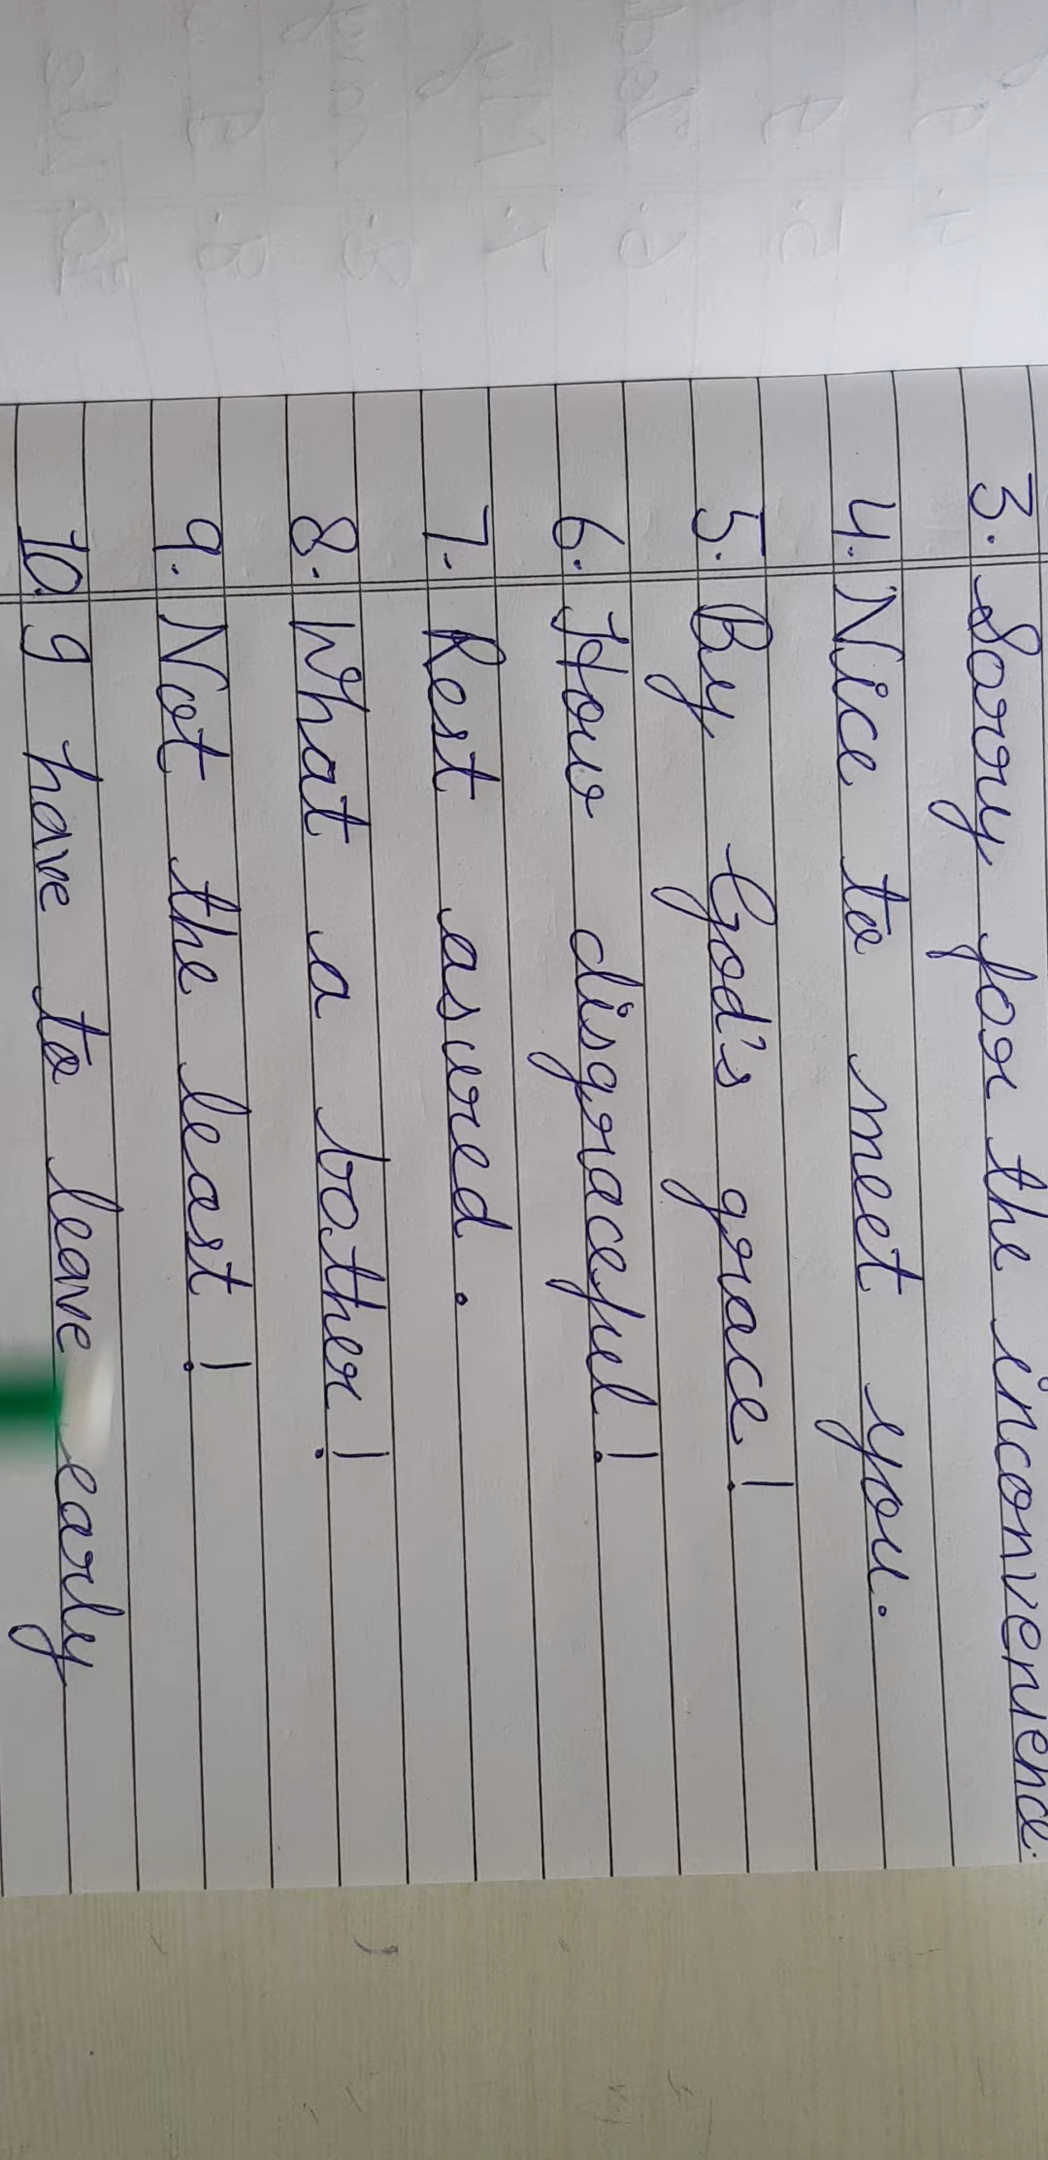 3. Sorry for the inconvenience.
4. Nice to meet you.
5. By God's grace!
6. How disgraceful!
7. Rest asured.
8. What a bother!
9. Not the least!
10. I have to leave early